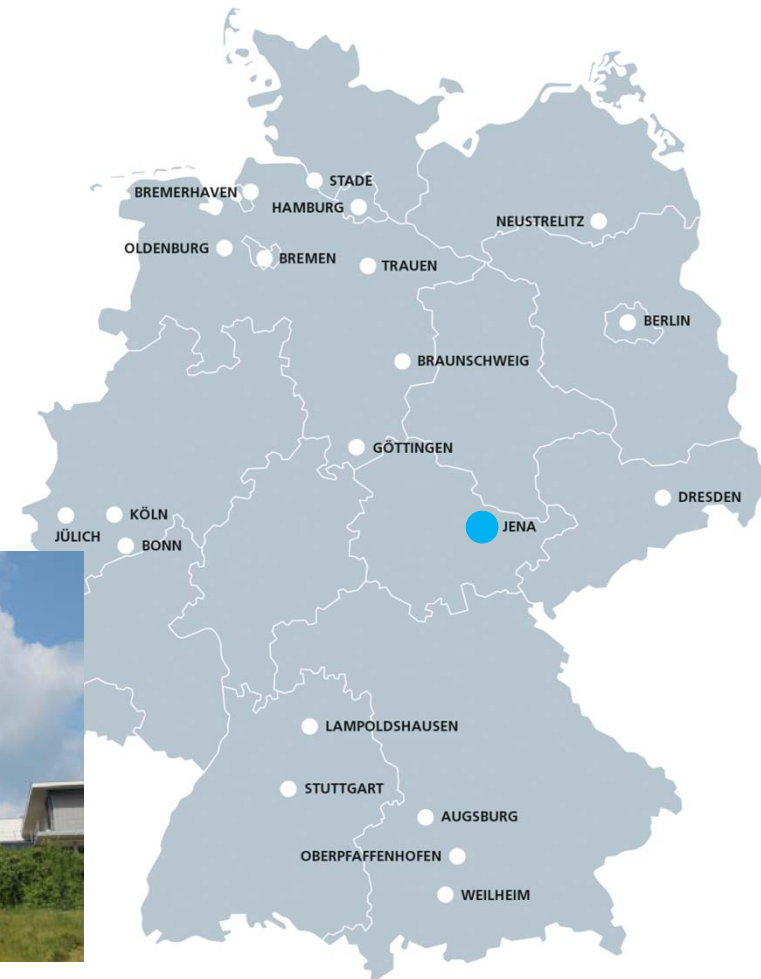 STADE
BREMERHAVEN
HAMBURG
NEUSTRELITZ
OLDENBURG
BREMEN
TRAUEN
BERLIN
BRAUNSCHWEIG
GÖTTINGEN
DRESDEN
KÖLN
JENA
JÜLICH
BONN
LAMPOLDSHAUSEN
STUTTGART
AUGSBURG
OBERPFAFFENHOFEN
WEILHEIM